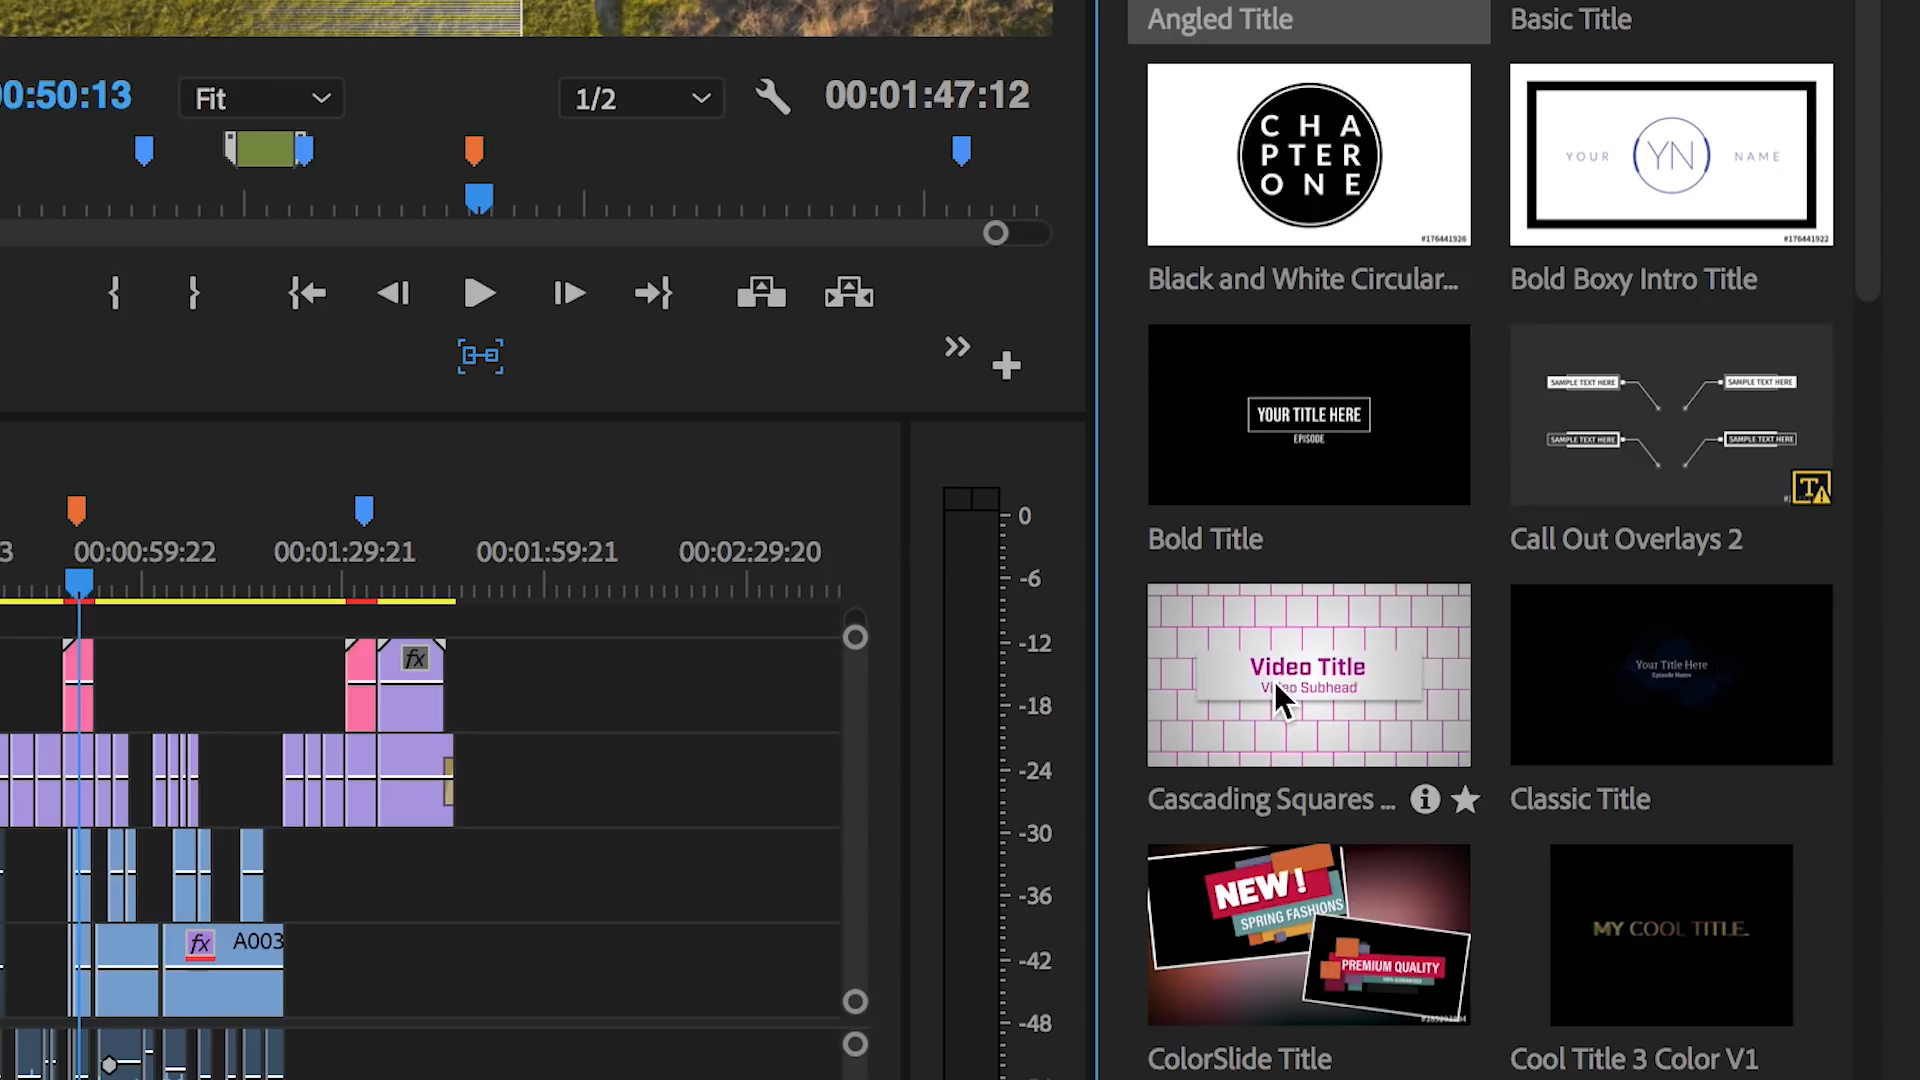 Angled Title
Basic Title
00:50:13
Fit
1/2
00:01:47:12
CHA
PTER
ONE
#176441926
YOUR
YN
NAME
#176441922
Black and White Circular...
Bold Boxy Intro Title
YOUR TITLE HERE
EPISODE
SAMPLE TEXT HERE
SAMPLE TEXT HERE
SAMPLE TEXT HERE
SAMPLE TEXT HERE
T
Bold Title
Call Out Overlays 2
3
00:00:59:22
00:01:29:21
00:01:59:21
00:02:29:20
0
-6
-12
-18
-24
-30
-36
-42
-48
fx
fx
A003
Video Title
Video Subhead
Your Title Here
Episode Name
Cascading Squares ...
Classic Title
NEW!
SPRING FASHIONS
PREMIUM QUALITY
MY COOL TITLE
ColorSlide Title
Cool Title 3 Color V1